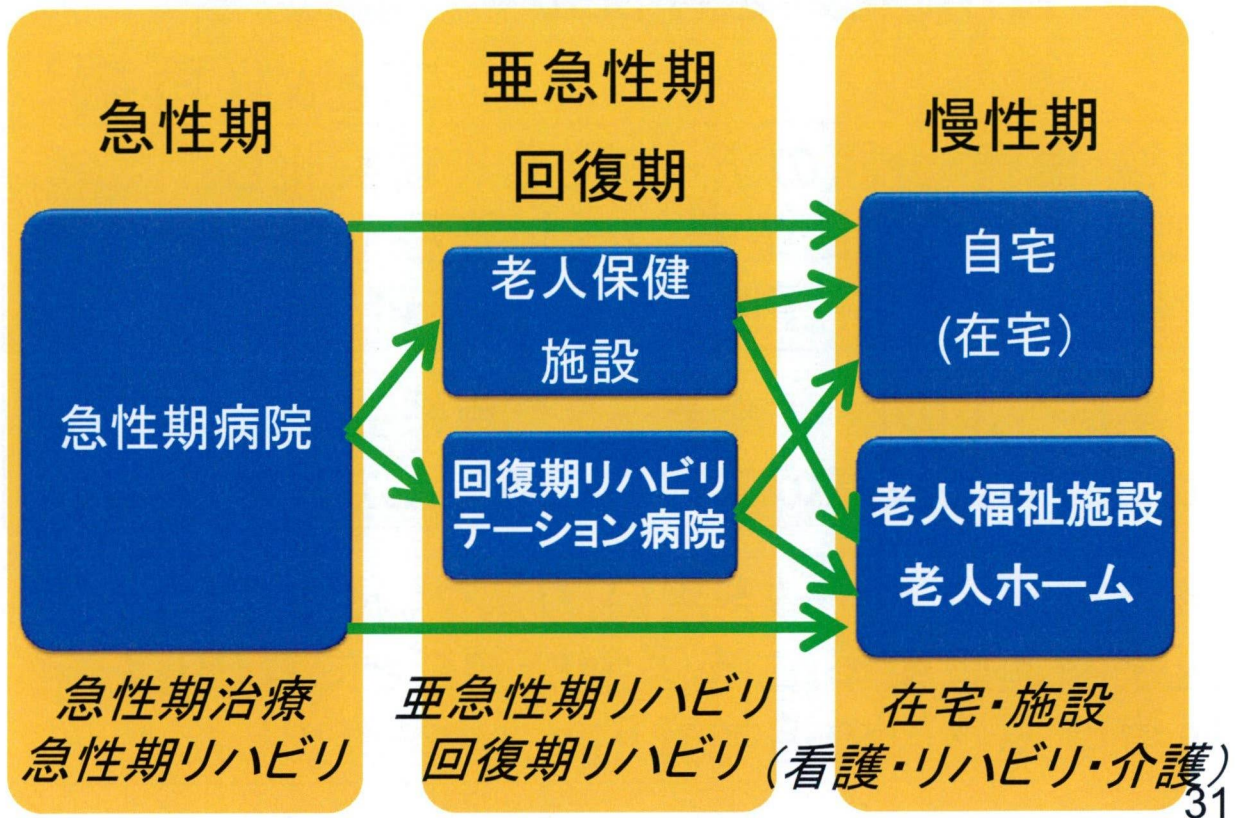 急性期
急性期病院
急性期治療
急性期リハビリ
亜急性期
回復期
老人保健
施設
回復期リハビリ
テーション病院
亜急性期リハビリ
回復期リハビリ
慢性期
自宅
(在宅）
老人福祉施設
老人ホーム
在宅・施設
(看護・リハビリ・介護)
31